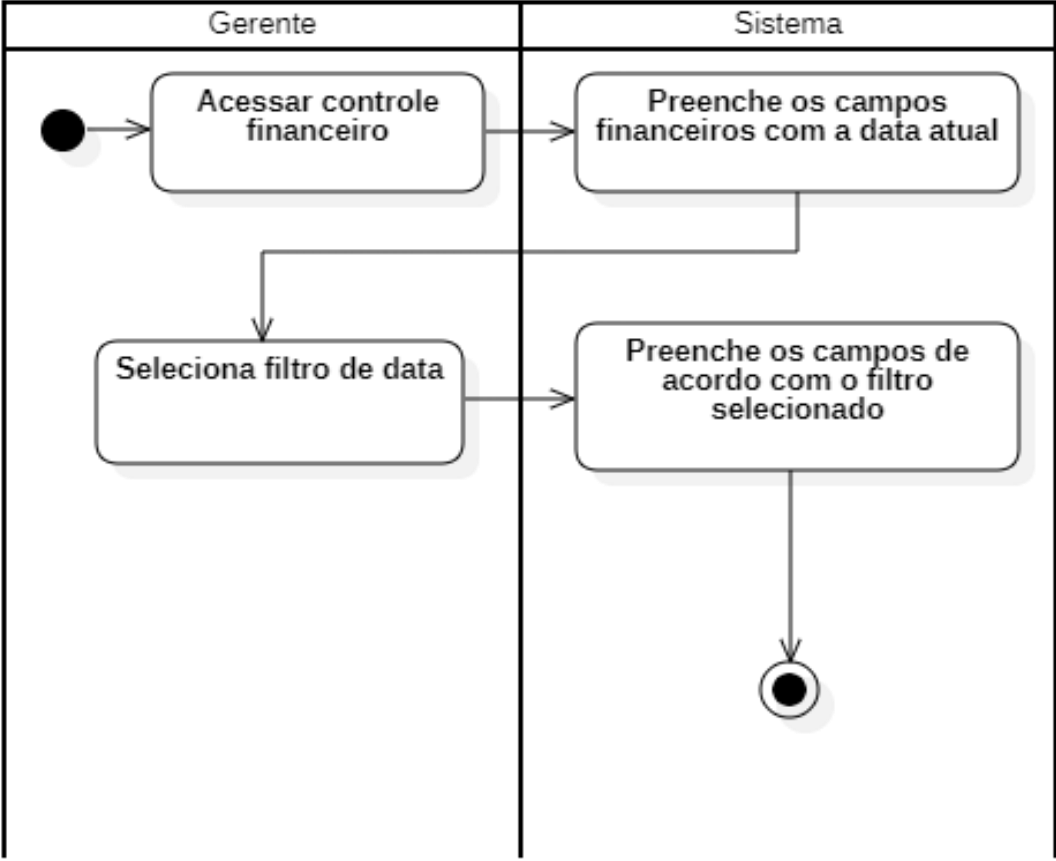 Gerente
Sistema
Acessar controle
financeiro
Preenche os campos
financeiros com a data atual
Seleciona filtro de data
Preenche os campos de
acordo com o filtro
selecionado